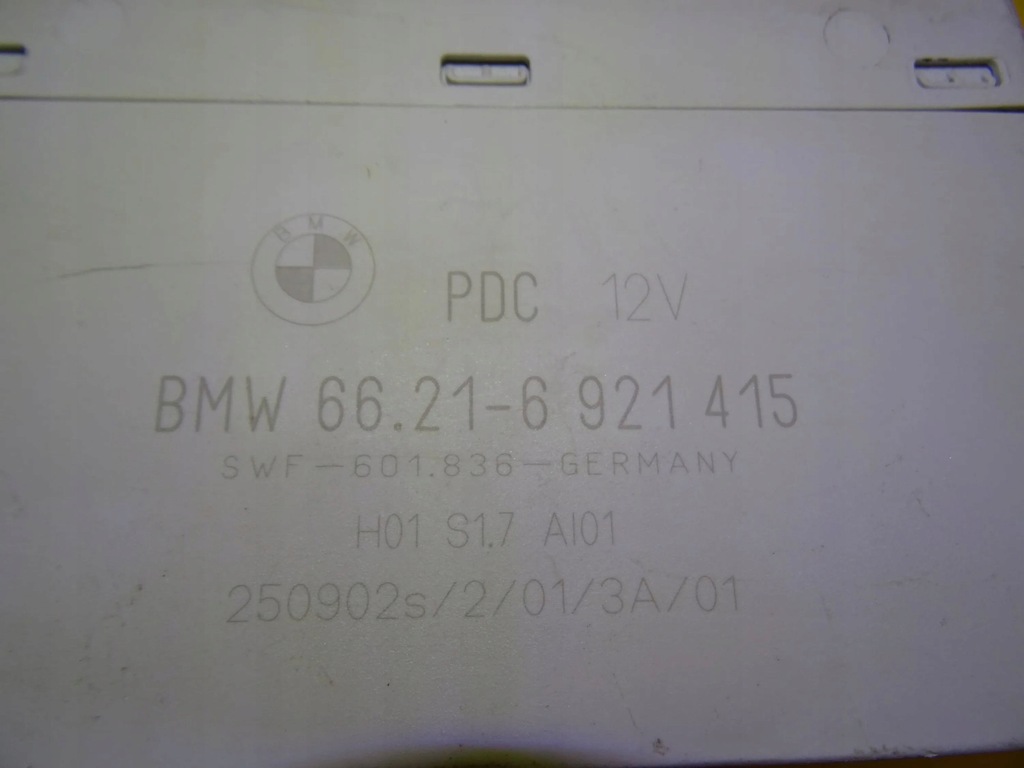 BMW
PDC 12V
BMW 66.21-6 921 415
SWF-601.836-GERMANY
H01 S1.7 AI01
250902s/2/01/3A/01